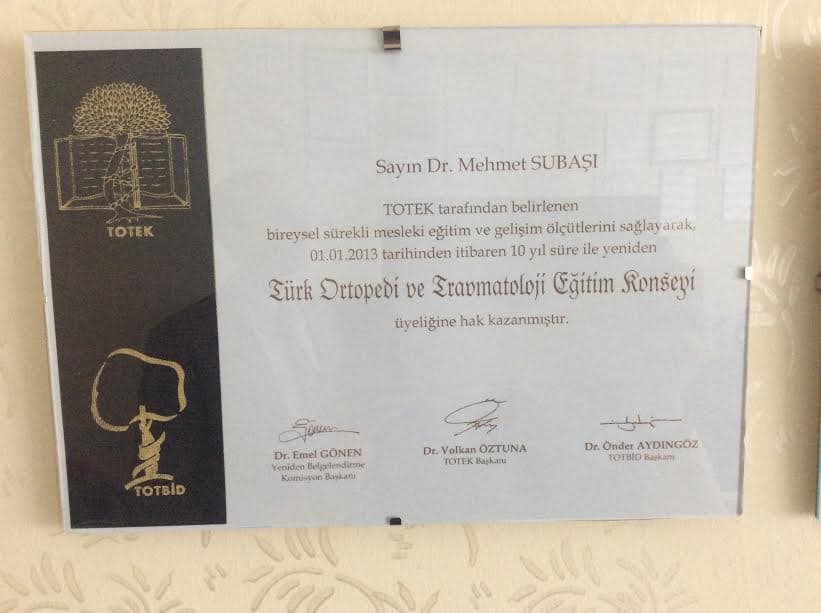 TOTEK
TOTBİD
Sayın Dr. Mehmet SUBAŞI
TOTEK tarafından belirlenen
bireysel sürekli mesleki eğitim ve gelişim ölçütlerini sağlayarak,
01.01.2013 tarihinden itibaren 10 yıl süre ile yeniden
Türk Ortopedi ve Travmatoloji Eğitim Konseyi
üyeliğine hak kazanmıştır.
Dr. Emel GÖNEN
Yeniden Belgelendirme
Komisyon Başkanı
Dr. Volkan ÖZTUNA
TOTEK Başkanı
Dr. Önder AYDINGÖZ
TOTBİD Başkanı